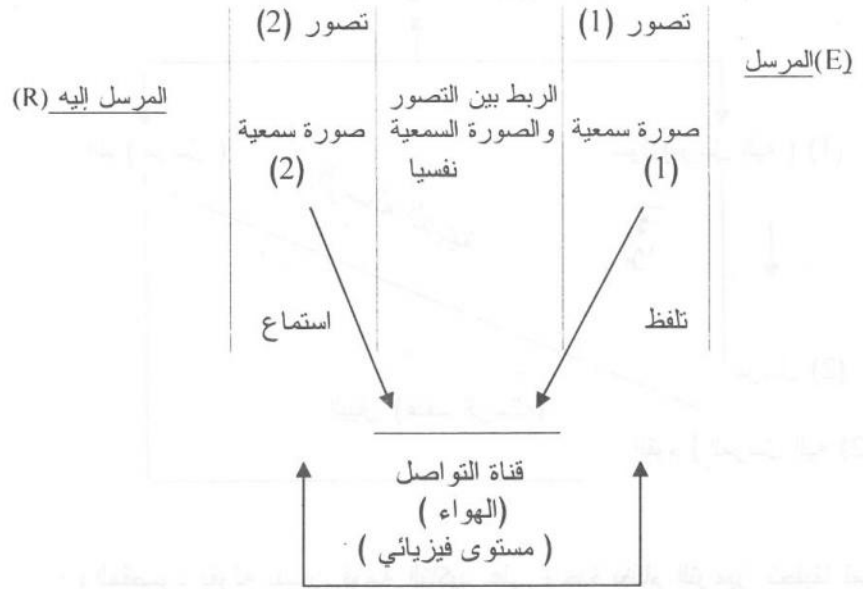 تصور (1)
تصور (2)
المرسل(E)
المرسل إليه (R)
الربط بين التصور
و الصورة السمعية
نفسيا
صورة سمعية
(1)
صورة سمعية
(2)
تلفظ
استماع
قناة التواصل
(الهواء )
( مستوى فيزيائي )